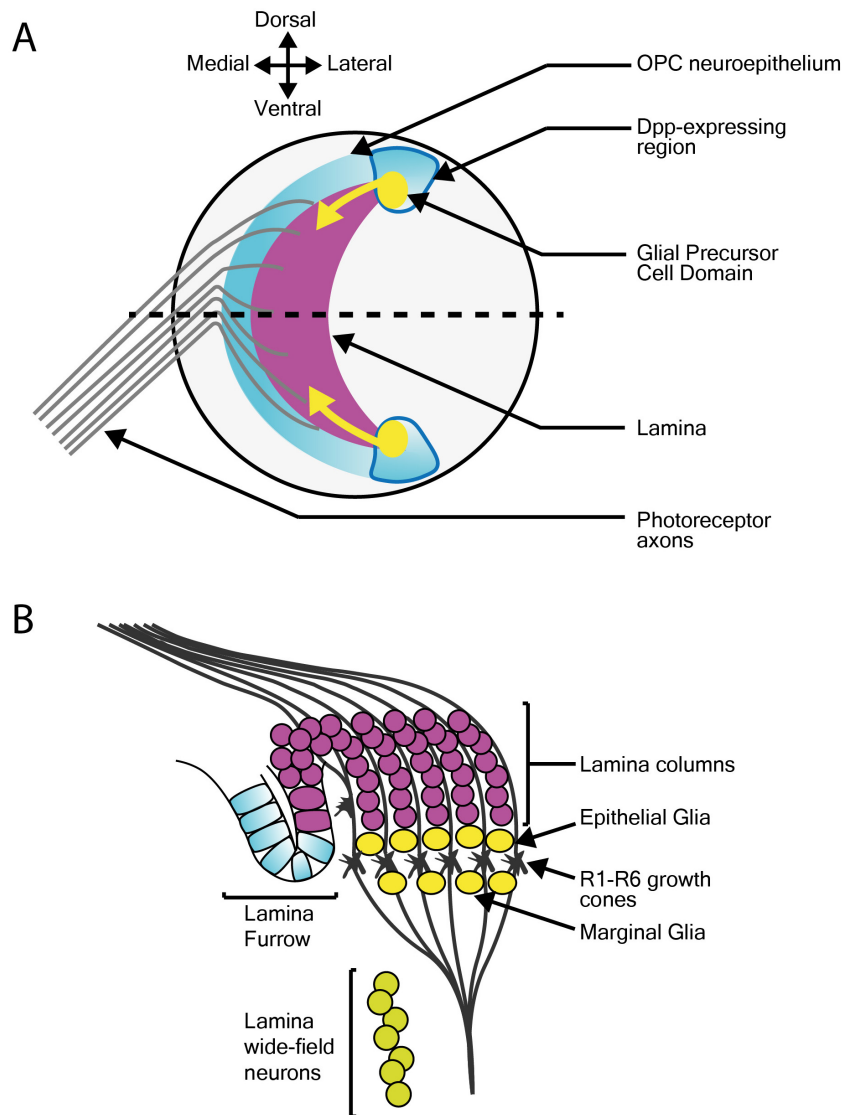 A
Dorsal
Medial
Lateral
Ventral
OPC neuroepithelium
Dpp-expressing
region
Glial Precursor
Cell Domain
Lamina
Photoreceptor
axons
B
Lamina columns
Epithelial Glia
R1-R6 growth
cones
Marginal Glia
Lamina
Furrow
Lamina
wide-field
neurons